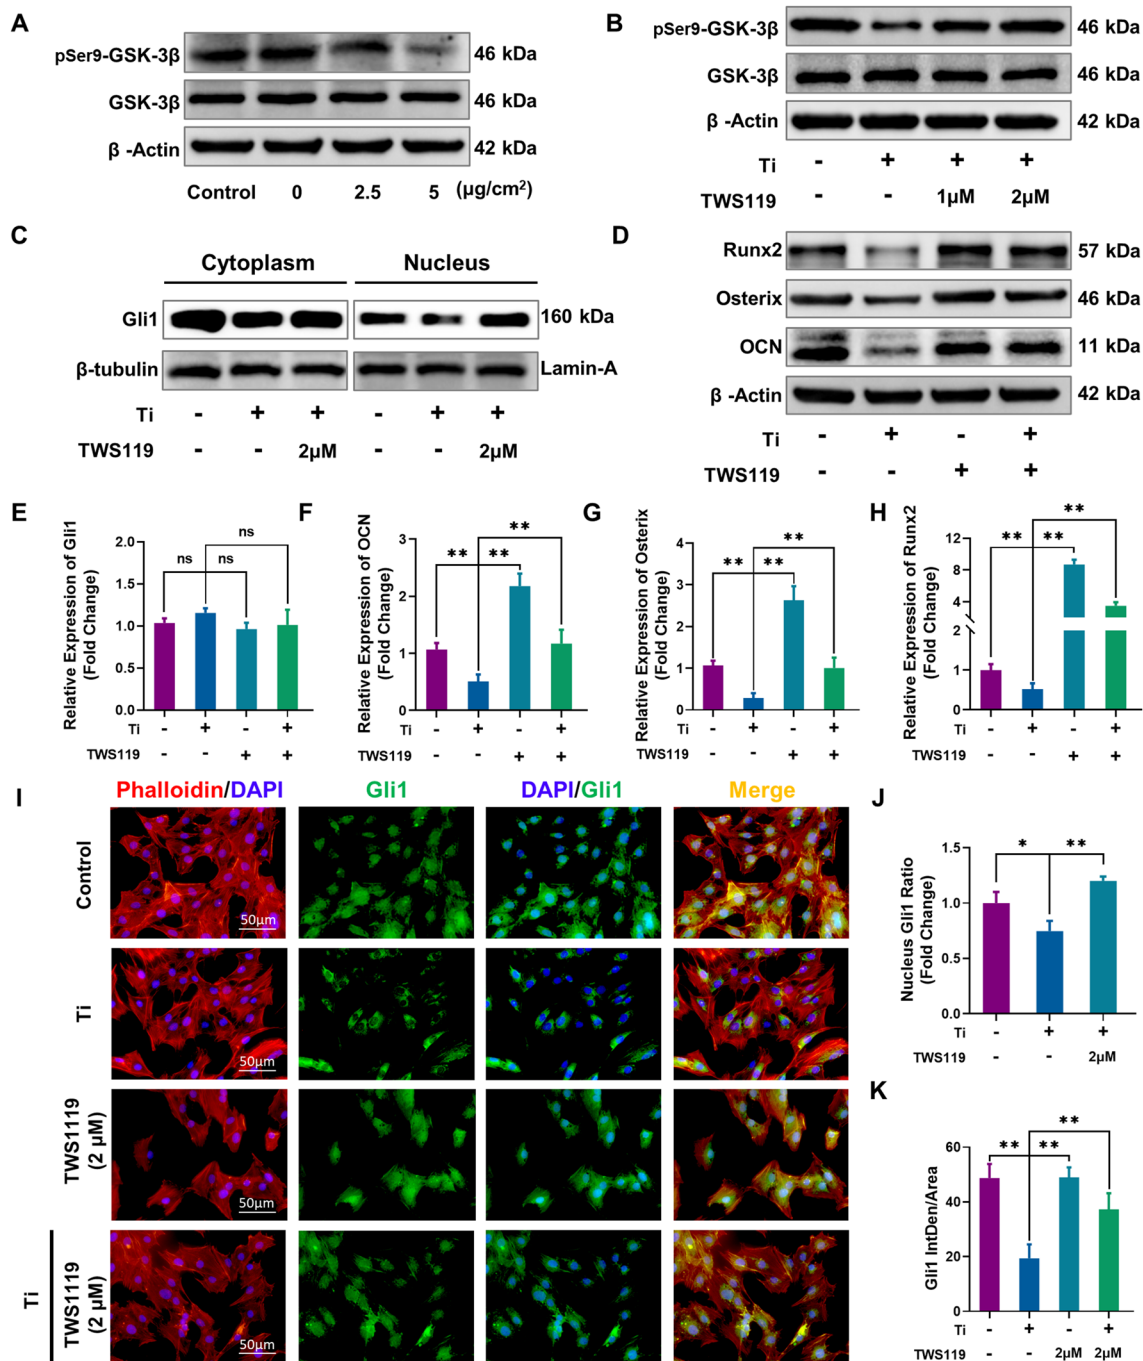 A
pSer9-GSK-3β 46 kDa
GSK-3β 46 kDa
β -Actin 42 kDa
Control 0 2.5 5 (μg/cm²)
B
pSer9-GSK-3β 46 kDa
GSK-3β 46 kDa
β -Actin 42 kDa
Ti - + + +
TWS119 - - 1μM 2μM
C
Cytoplasm Nucleus
Gli1 160 kDa
β-tubulin Lamin-A
Ti - + + - + +
TWS119 - - 2μM - - 2μM
D
Runx2 57 kDa
Osterix 46 kDa
OCN 11 kDa
β -Actin 42 kDa
Ti - + - +
TWS119 - - + +
E
Relative Expression of Gli1
(Fold Change)
2.0
1.5
1.0
0.5
0.0
ns
ns ns
Ti - + - +
TWS119 - - + +
F
Relative Expression of OCN
(Fold Change)
3
2
1
0
**
** **
Ti - + - +
TWS119 - - + +
G
Relative Expression of Osterix
(Fold Change)
4
3
2
1
0
**
** **
Ti - + - +
TWS119 - - + +
H
Relative Expression of Runx2
(Fold Change)
12
8
4
2
1
0
**
** **
Ti - + - +
TWS119 - - + +
I
Phalloidin/DAPI Gli1 DAPI/Gli1 Merge
Control
50μm
Ti
50μm
TWS1119
(2 μM)
50μm
Ti
TWS1119
(2 μM)
50μm
J
Nucleus Gli1 Ratio
(Fold Change)
1.5
1.0
0.5
0.0
* **
Ti - + +
TWS119 - - 2μM
K
Gli1 IntDen/Area
60
40
20
0
**
** **
Ti - + - +
TWS119 - - 2μM 2μM